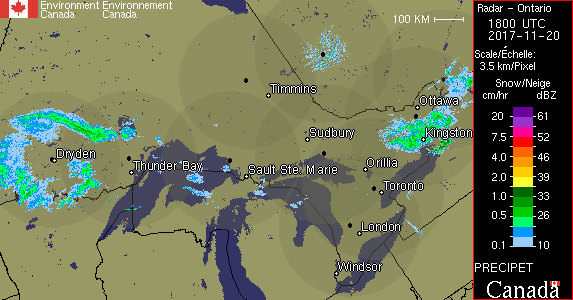 Environment Environnement
Canada Canada
100 KM
Timmins
Ottawa
Sudbury
Kingston
Dryden
Thunder Bay
Sault Ste. Marie
Orillia
Toronto
London
Windsor
Radar - Ontario
1800 UTC
2017-11-20
Scale/Échelle:
3.5 km/Pixel
Snow/Neige
cm/hr dBZ
20 61
7.5 52
4.0 46
2.0 39
1.0 33
0.5 26
0.1 10
PRECIPET
Canada